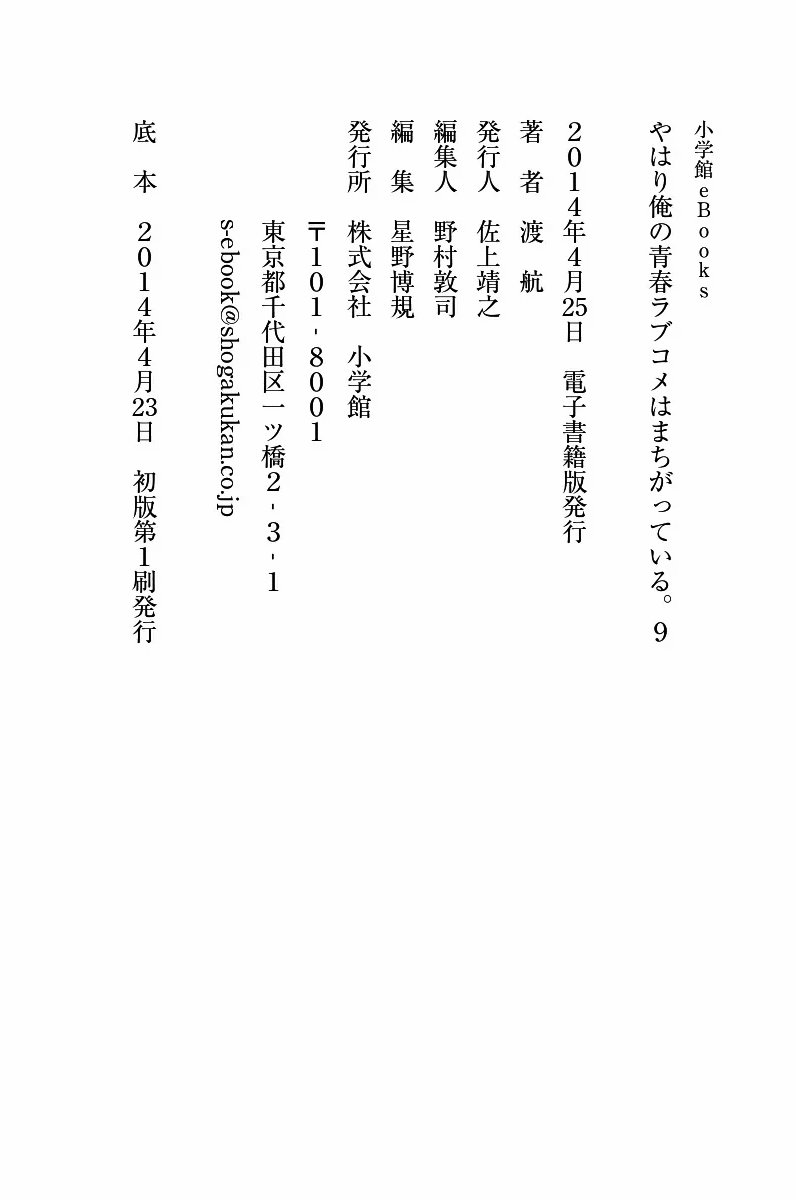 小学館eBooks
やはり俺の青春ラブコメはまちがっている。9
2014年4月25日　電子書籍版発行
著　者　渡　航
発行人　佐上靖之
編集人　野村敦司
編　集　星野博規
発行所　株式会社　小学館
〒101-8001
東京都千代田区一ツ橋2-3-1
s-ebook@shogakukan.co.jp
底　本　2014年4月23日　初版第1刷発行